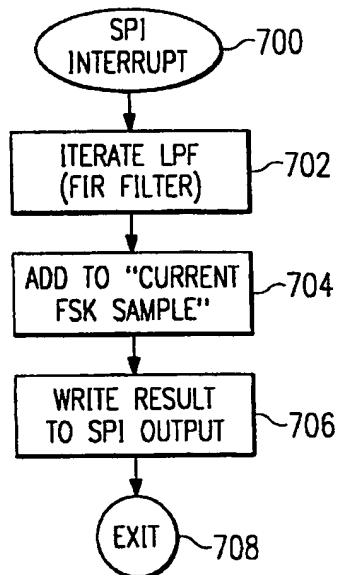 SPI
INTERRUPT
700
ITERATE LPF
(FIR FILTER)
702
ADD TO "CURRENT
FSK SAMPLE"
704
WRITE RESULT
TO SPI OUTPUT
706
EXIT
708